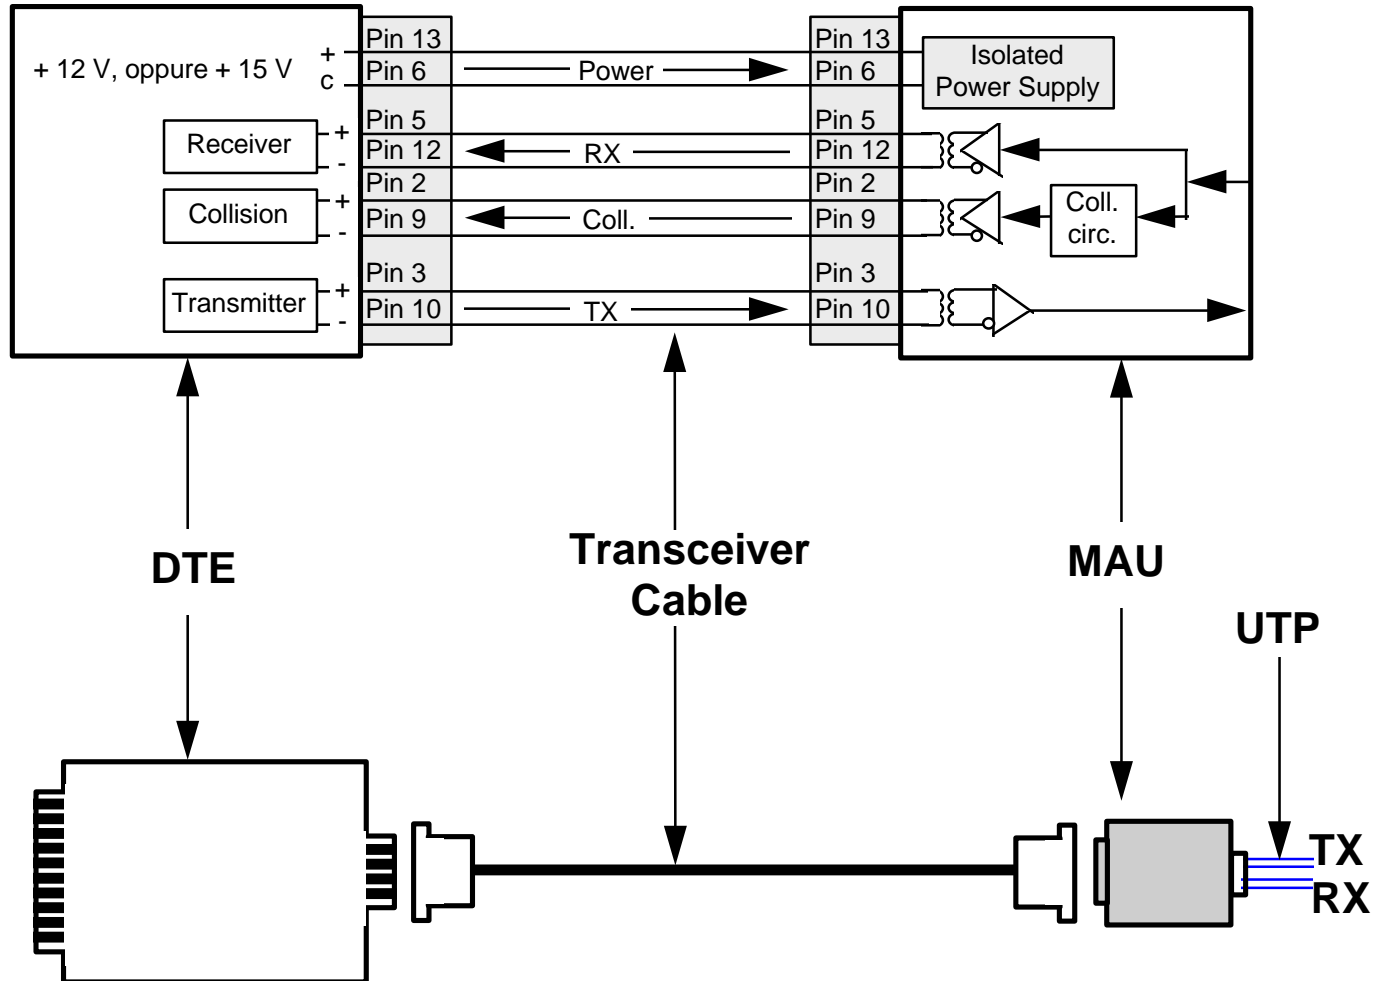 + 12 V, oppure + 15 V
+
c
Pin 13
Pin 6
Power
Pin 13
Pin 6
Isolated
Power Supply
Receiver
+
-
Pin 5
Pin 12
RX
Pin 5
Pin 12
Collision
+
-
Pin 2
Pin 9
Coll.
Pin 2
Pin 9
Coll.
circ.
Transmitter
+
-
Pin 3
Pin 10
TX
Pin 3
Pin 10
DTE
Transceiver
Cable
MAU
UTP
TX
RX